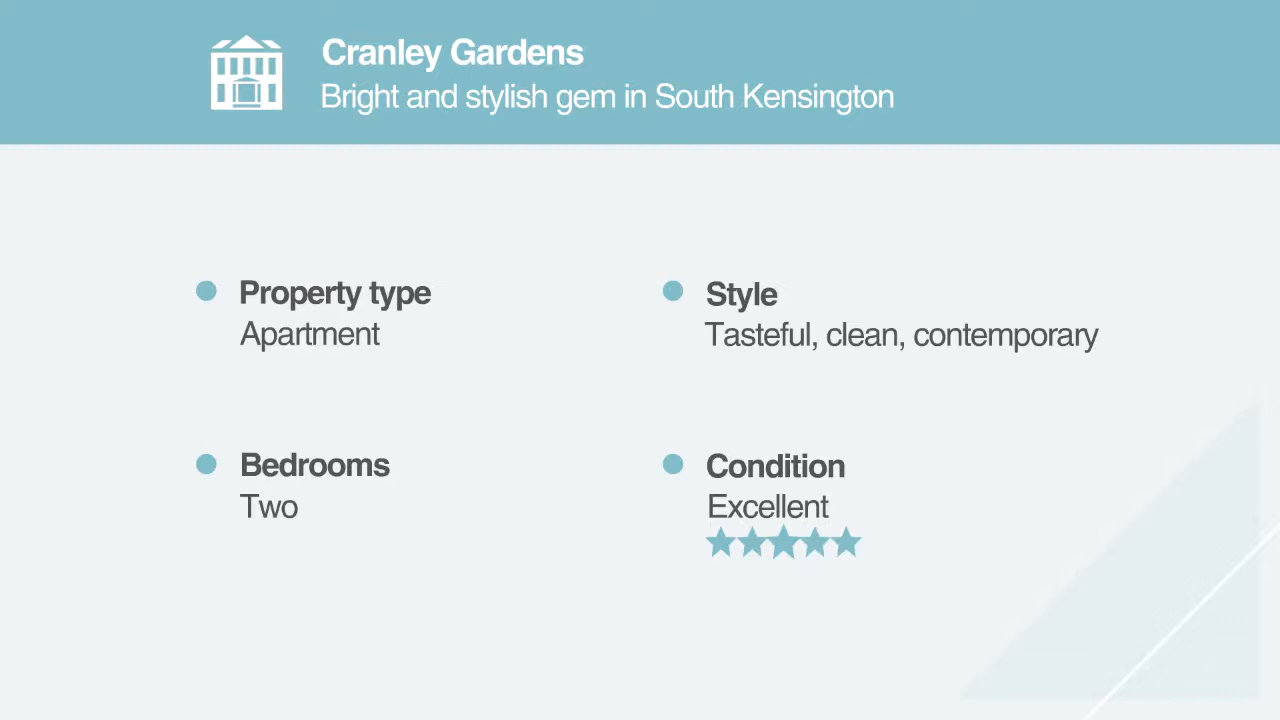 Cranley Gardens
Bright and stylish gem in South Kensington
Property type
Apartment
Style
Tasteful, clean, contemporary
Bedrooms
Two
Condition
Excellent